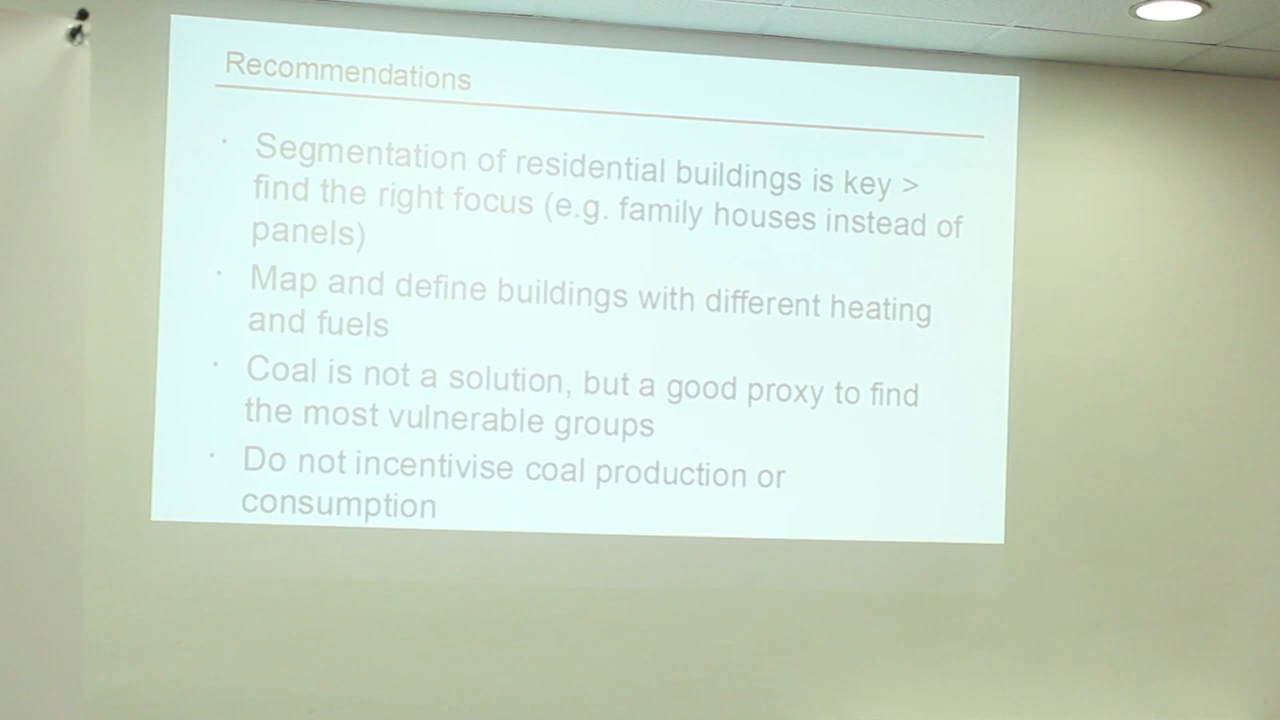 Recommendations
· Segmentation of residential buildings is key >
find the right focus (e.g. family houses instead of
panels)
· Map and define buildings with different heating
and fuels
· Coal is not a solution, but a good proxy to find
the most vulnerable groups
· Do not incentivise coal production or
consumption